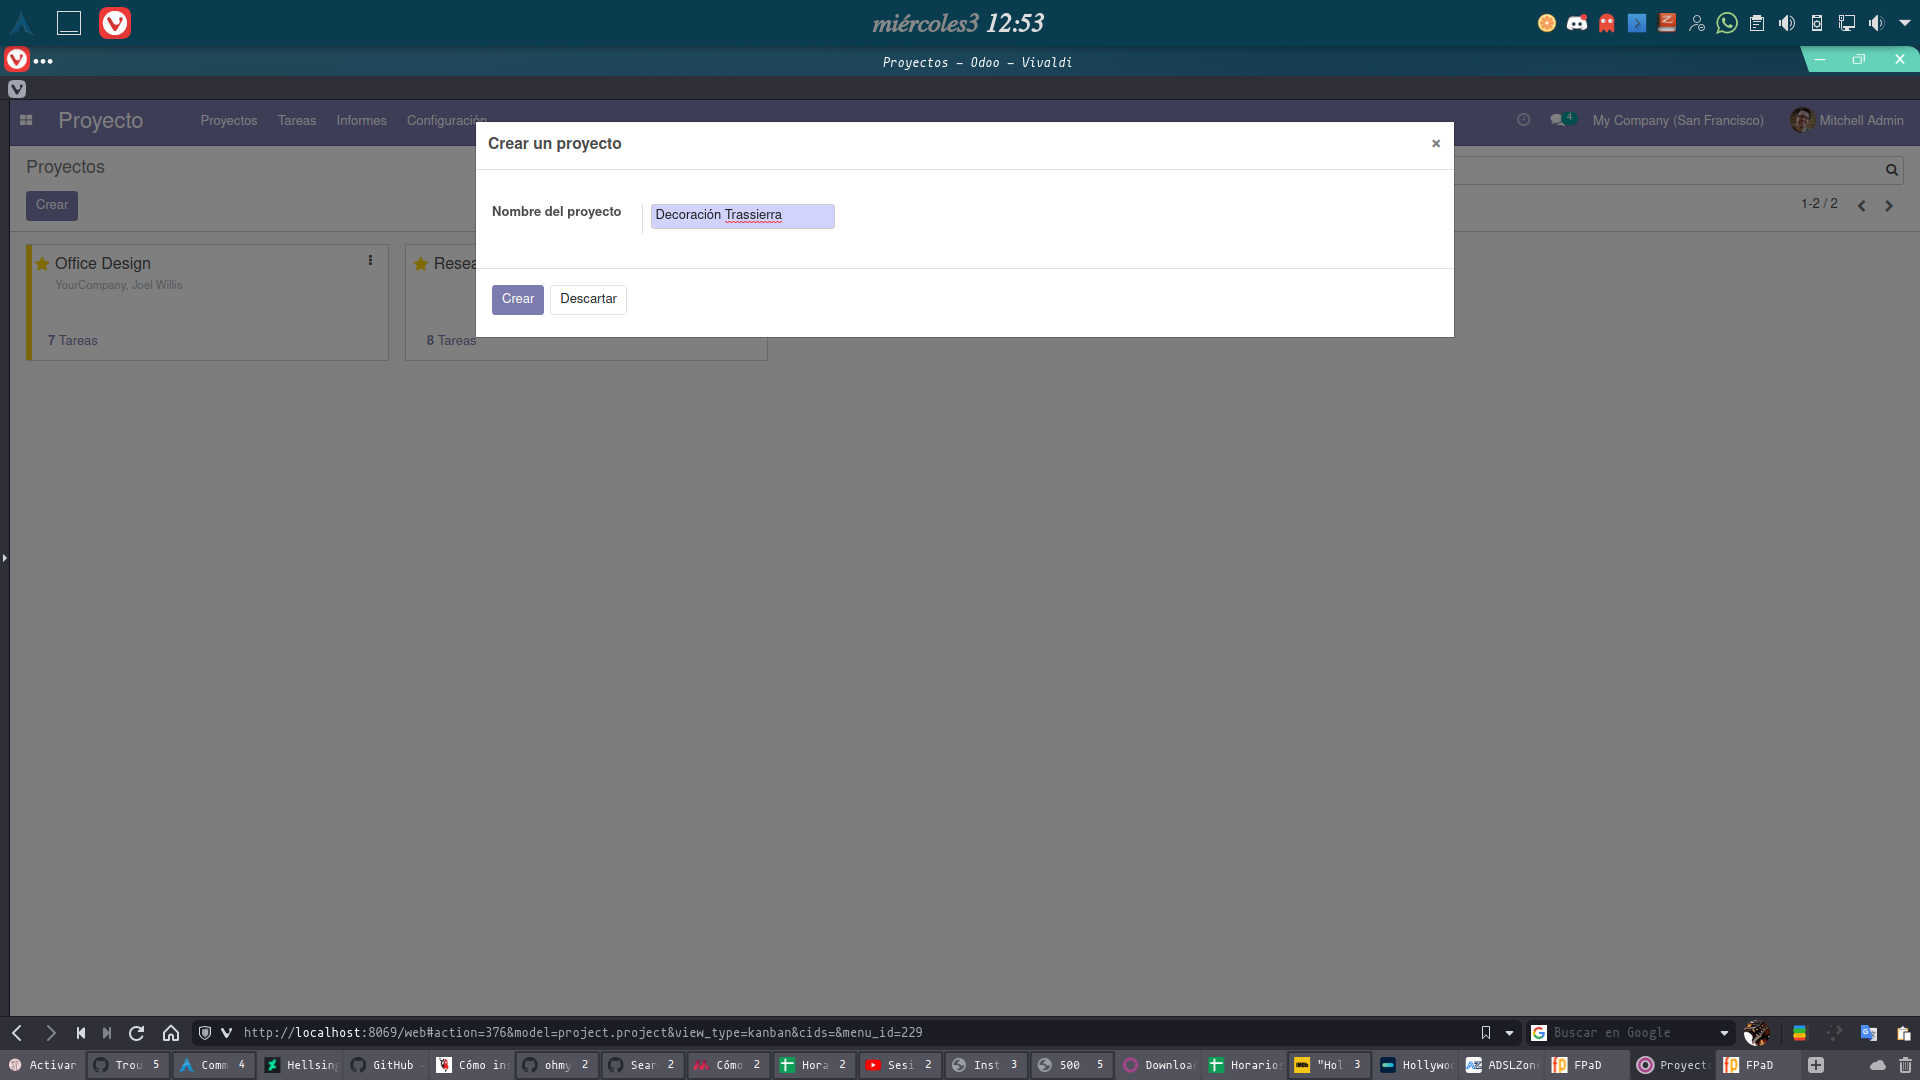 miércoles3 12:53
Proyectos – Odoo – Vivaldi
Proyecto
Proyectos
Tareas
Informes
Configuración
4
My Company (San Francisco)
Mitchell Admin
Proyectos
Crear
1-2 / 2
Office Design
YourCompany, Joel Willis
7 Tareas
Resea
8 Tareas
Crear un proyecto
×
Nombre del proyecto
Decoración Trassierra
Crear
Descartar
http://localhost:8069/web#action=376&model=project.project&view_type=kanban&cids=&menu_id=229
Buscar en Google
Activar
Trou 5
Comm 4
Hellsing
GitHub
Cómo ins
ohmy 2
Sear 2
Cómo 2
Hora 2
Sesi 2
Inst 3
500 5
Downloa
Horario
"Hol 3
Hollywo
ADSLZon
FPaD
Proyect
FPaD